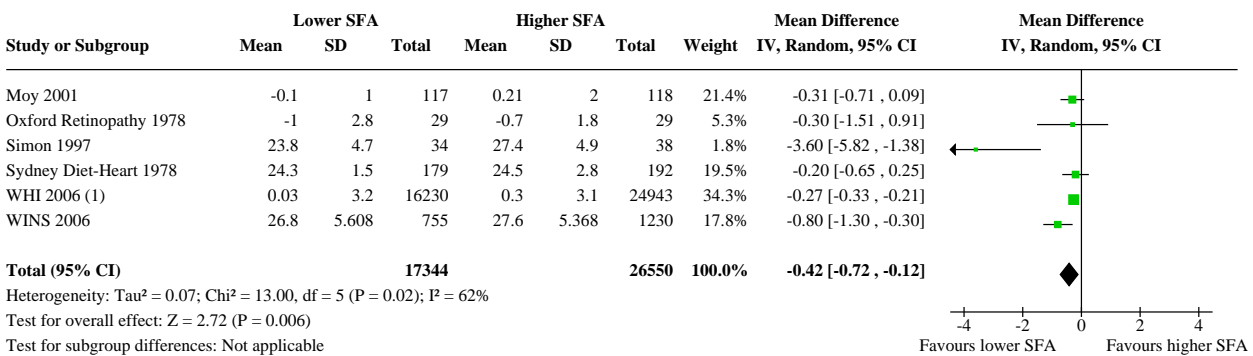 Lower SFA Higher SFA Mean Difference Mean Difference
Study or Subgroup Mean SD Total Mean SD Total Weight IV, Random, 95% CI IV, Random, 95% CI
Moy 2001 -0.1 1 117 0.21 2 118 21.4% -0.31 [-0.71 , 0.09]
Oxford Retinopathy 1978 -1 2.8 29 -0.7 1.8 29 5.3% -0.30 [-1.51 , 0.91]
Simon 1997 23.8 4.7 34 27.4 4.9 38 1.8% -3.60 [-5.82 , -1.38]
Sydney Diet-Heart 1978 24.3 1.5 179 24.5 2.8 192 19.5% -0.20 [-0.65 , 0.25]
WHI 2006 (1) 0.03 3.2 16230 0.3 3.1 24943 34.3% -0.27 [-0.33 , -0.21]
WINS 2006 26.8 5.608 755 27.6 5.368 1230 17.8% -0.80 [-1.30 , -0.30]
Total (95% CI) 17344 26550 100.0% -0.42 [-0.72 , -0.12]
Heterogeneity: Tau² = 0.07; Chi² = 13.00, df = 5 (P = 0.02); I² = 62%
Test for overall effect: Z = 2.72 (P = 0.006)
-4 -2 0 2 4
Test for subgroup differences: Not applicable
Favours lower SFA Favours higher SFA